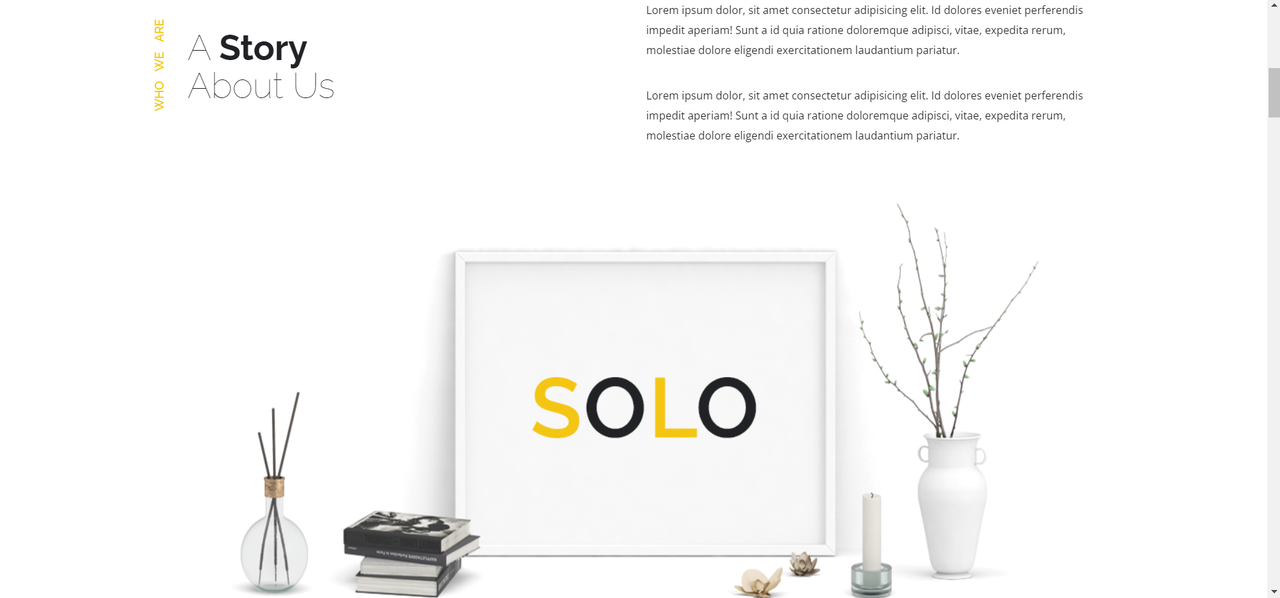 WHO WE ARE
A Story
About Us
Lorem ipsum dolor, sit amet consectetur adipisicing elit. Id dolores eveniet perferendis
impedit aperiam! Sunt a id quia ratione doloremque adipisci, vitae, expedita rerum,
molestiae dolore eligendi exercitationem laudantium pariatur.
Lorem ipsum dolor, sit amet consectetur adipisicing elit. Id dolores eveniet perferendis
impedit aperiam! Sunt a id quia ratione doloremque adipisci, vitae, expedita rerum,
molestiae dolore eligendi exercitationem laudantium pariatur.
SOLO